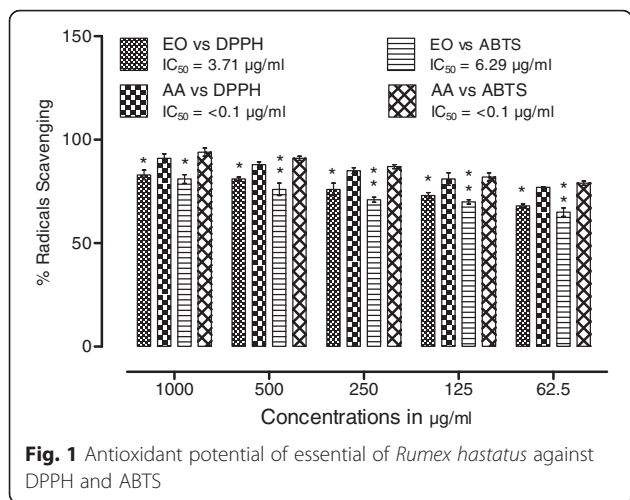 150
100
50
0
% Radicals Scavenging
EO vs DPPH
IC50 = 3.71 µg/ml
AA vs DPPH
IC50 = <0.1 µg/ml
EO vs ABTS
IC50 = 6.29 µg/ml
AA vs ABTS
IC50 = <0.1 µg/ml
* * * ** * ** * ** * **
1000 500 250 125 62.5
Concentrations in µg/ml
Fig. 1 Antioxidant potential of essential of Rumex hastatus against
DPPH and ABTS